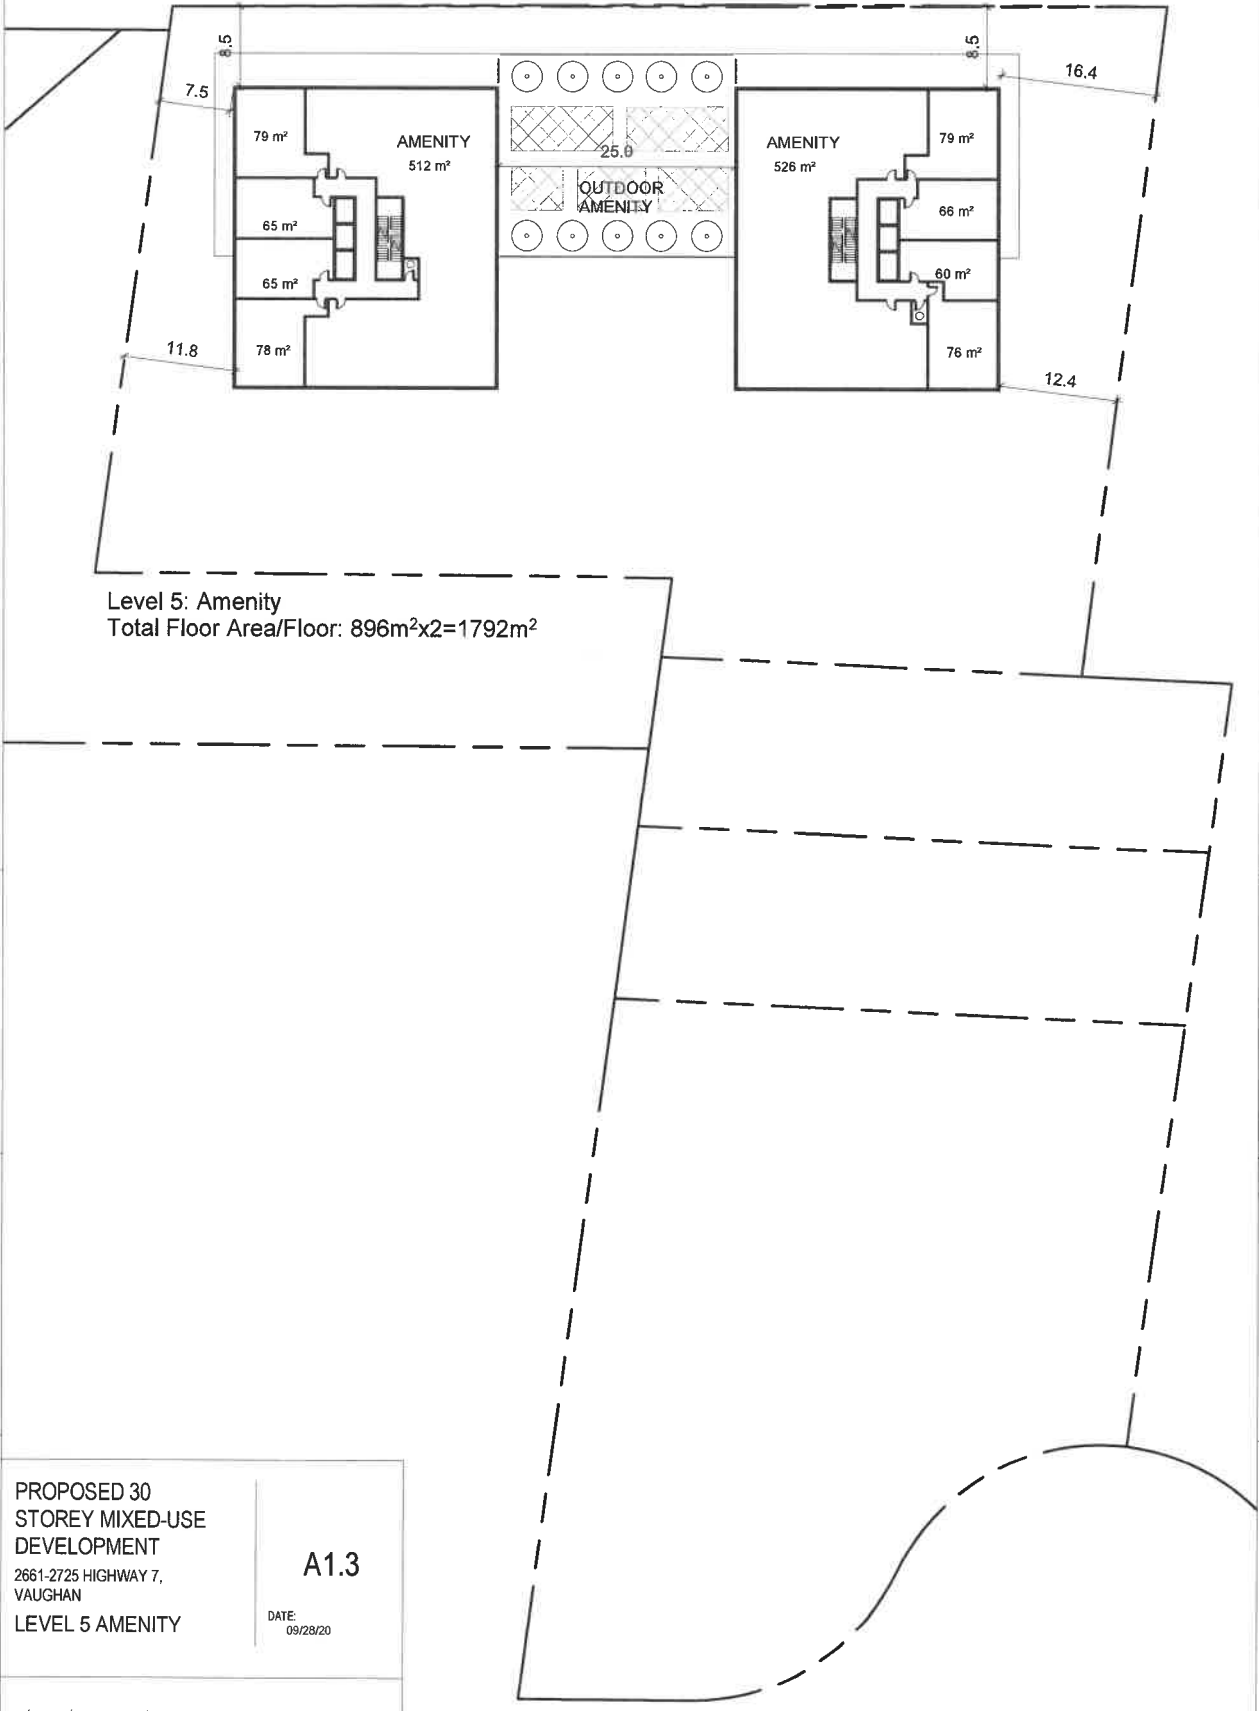 8.5
8.5
16.4
7.5
79 m²
AMENITY
512 m²
25.0
AMENITY
526 m²
79 m²
OUTDOOR
AMENITY
65 m²
66 m²
65 m²
60 m²
78 m²
76 m²
11.8
12.4
Level 5: Amenity
Total Floor Area/Floor: 896m²x2=1792m²
PROPOSED 30
STOREY MIXED-USE
DEVELOPMENT
2661-2725 HIGHWAY 7,
VAUGHAN
LEVEL 5 AMENITY
A1.3
DATE:
09/28/20